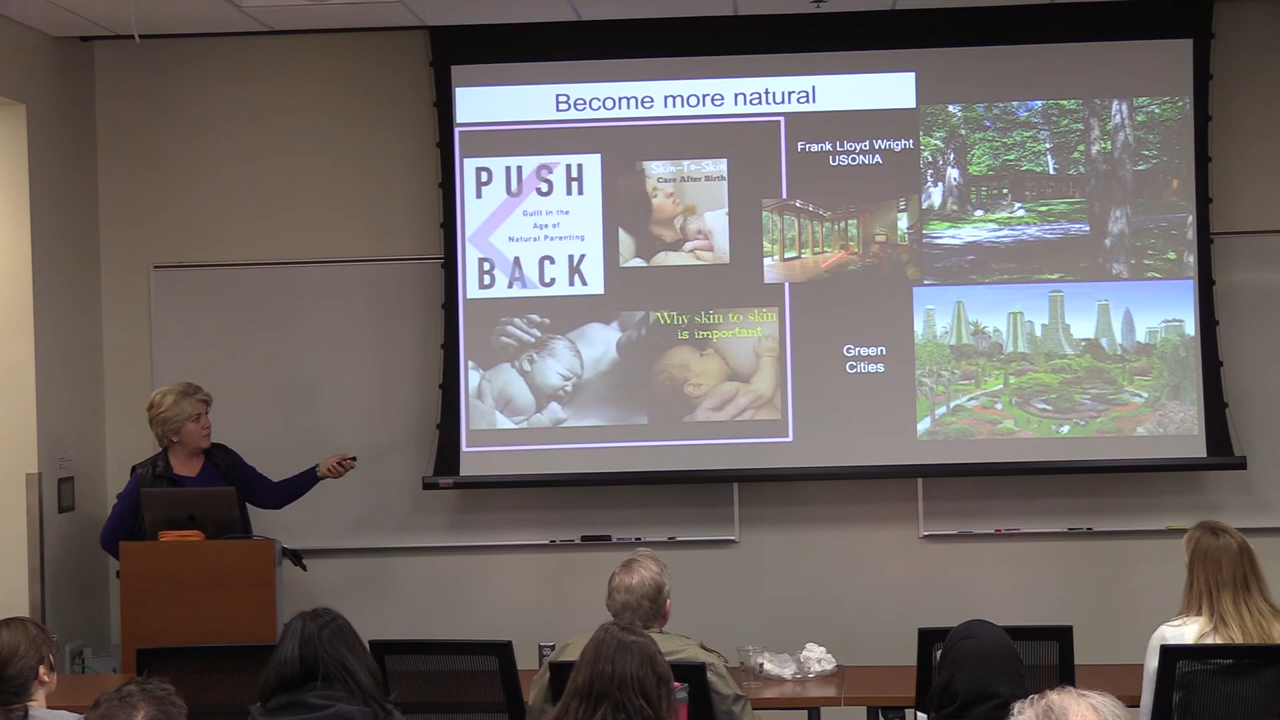 Become more natural
PUSH
Guilt in the
Age of
Natural Parenting
BACK
Skin-To-Skin
Care After Birth
Why skin to skin
is important
Frank Lloyd Wright
USONIA
Green
Cities